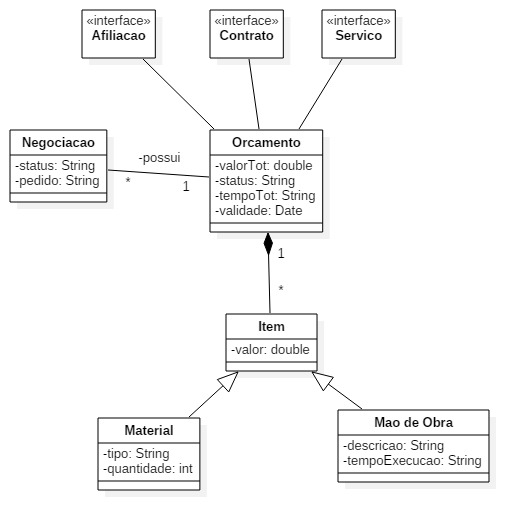 «interface»
Afiliacao
«interface»
Contrato
«interface»
Servico
Negociacao
-status: String
-pedido: String
-possui
*
1
Orcamento
-valorTot: double
-status: String
-tempoTot: String
-validade: Date
1
*
Item
-valor: double
Material
-tipo: String
-quantidade: int
Mao de Obra
-descricao: String
-tempoExecucao: String